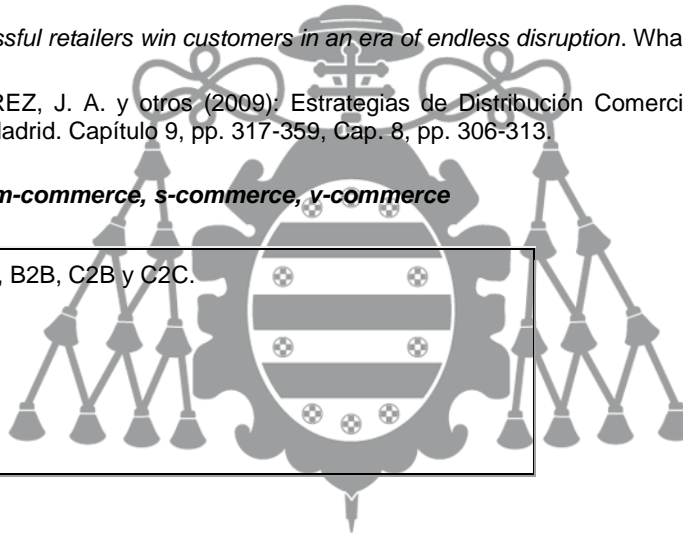 ssful retailers win customers in an era of endless disruption. Wha
REZ, J. A. y otros (2009): Estrategias de Distribución Comerci
Madrid. Capítulo 9, pp. 317-359, Cap. 8, pp. 306-313.
m-commerce, s-commerce, v-commerce
, B2B, C2B y C2C.